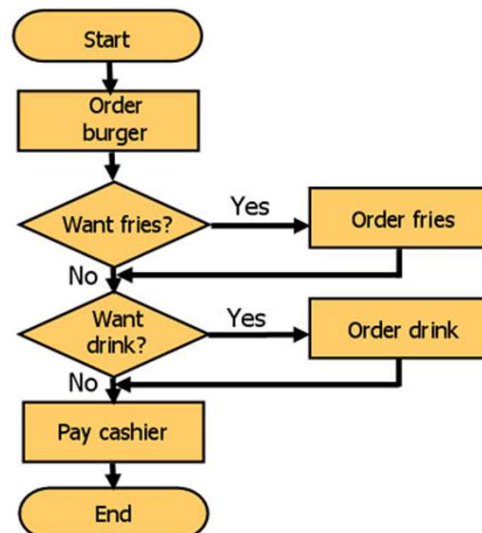 Start
Order
burger
Want fries?
Yes
Order fries
No
Want
drink?
Yes
Order drink
No
Pay cashier
End